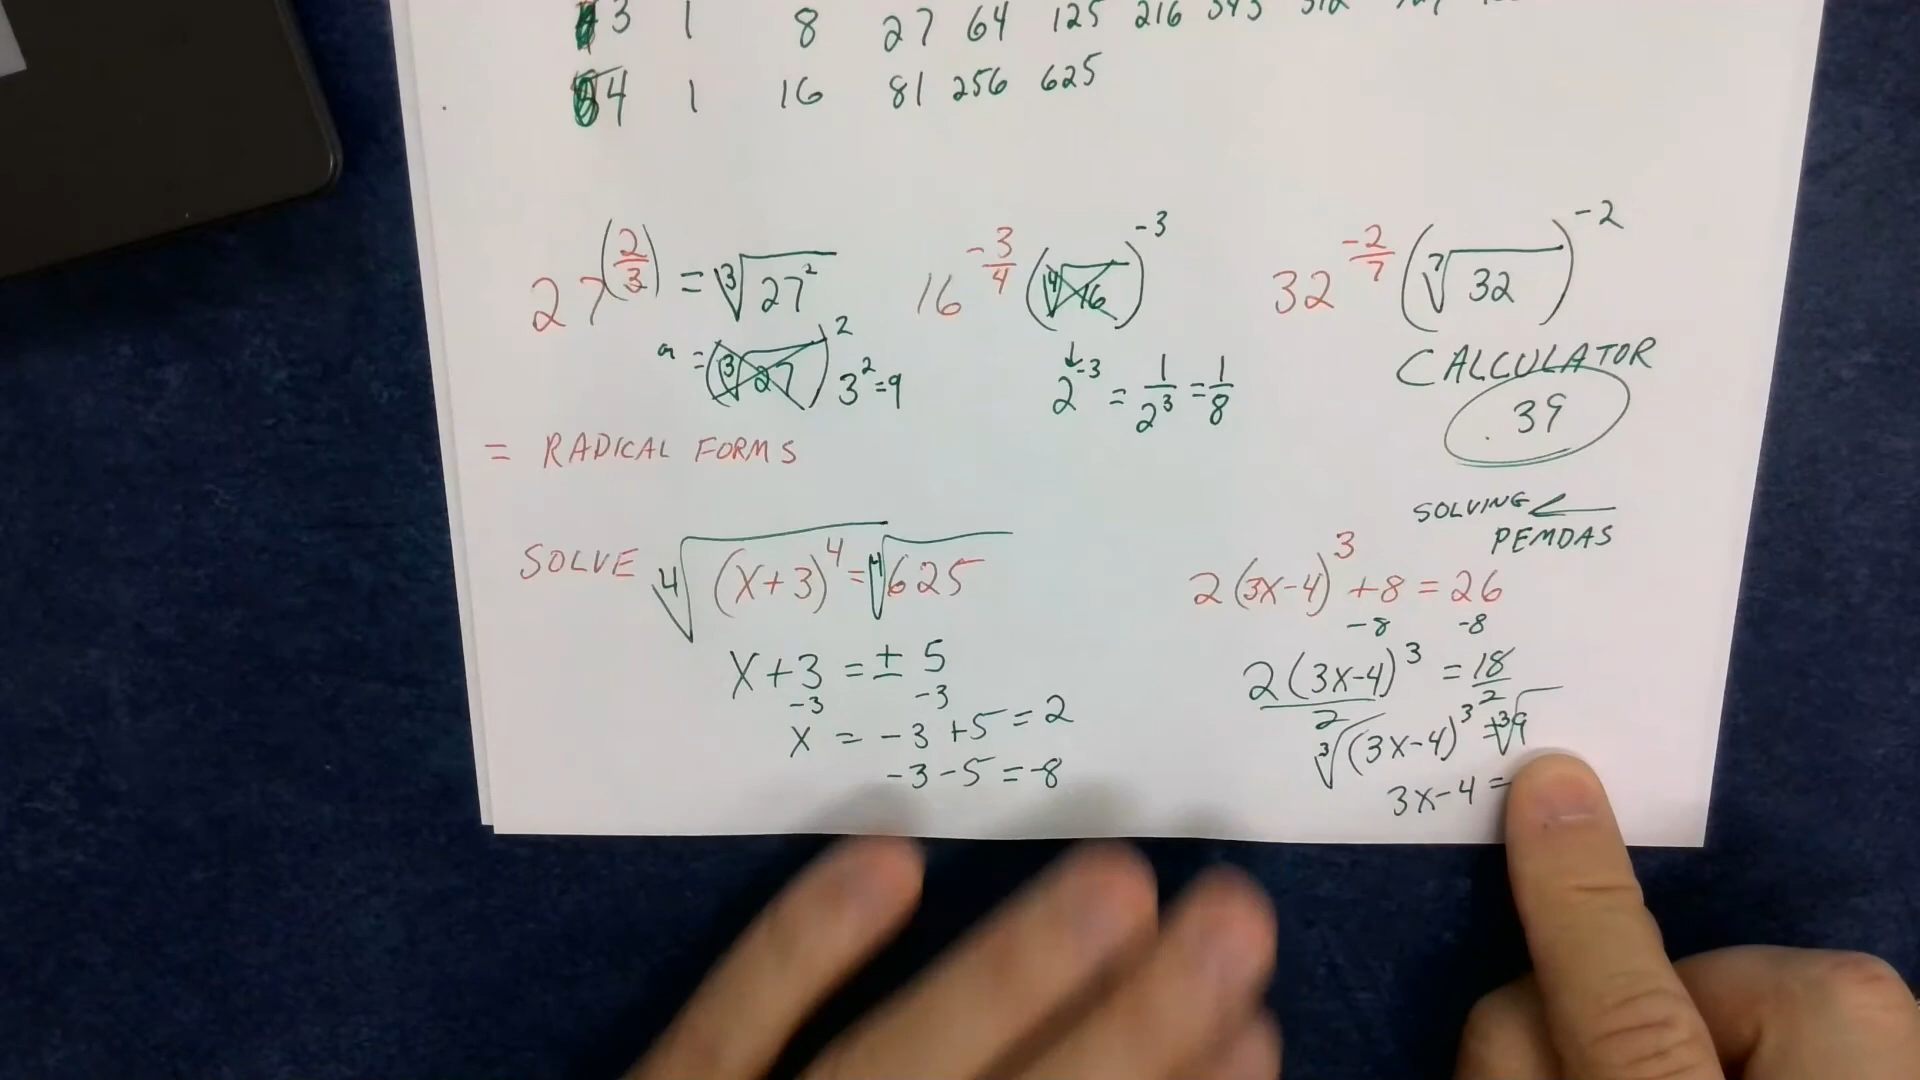 3 1 8 27 64 125 216 343 512
4 1 16 81 256 625
27^(2/3) = ∛27²
= (∛27)² 3² = 9
16^(-3/4) (∜16)^-3
2^-3 = 1/2³ = 1/8
32^(-2/7) (⁷√32)^-2
CALCULATOR
.39
= RADICAL FORMS
SOLVE ∜(x+3)⁴ = ∜625
x+3 = ± 5
-3 -3
x = -3 +5 = 2
-3 -5 = -8
SOLVING ←
PEMDAS
2(3x-4)³ +8 = 26
-8 -8
2(3x-4)³ = 18
2 2
∛(3x-4)³ = ∛9
3x-4 =